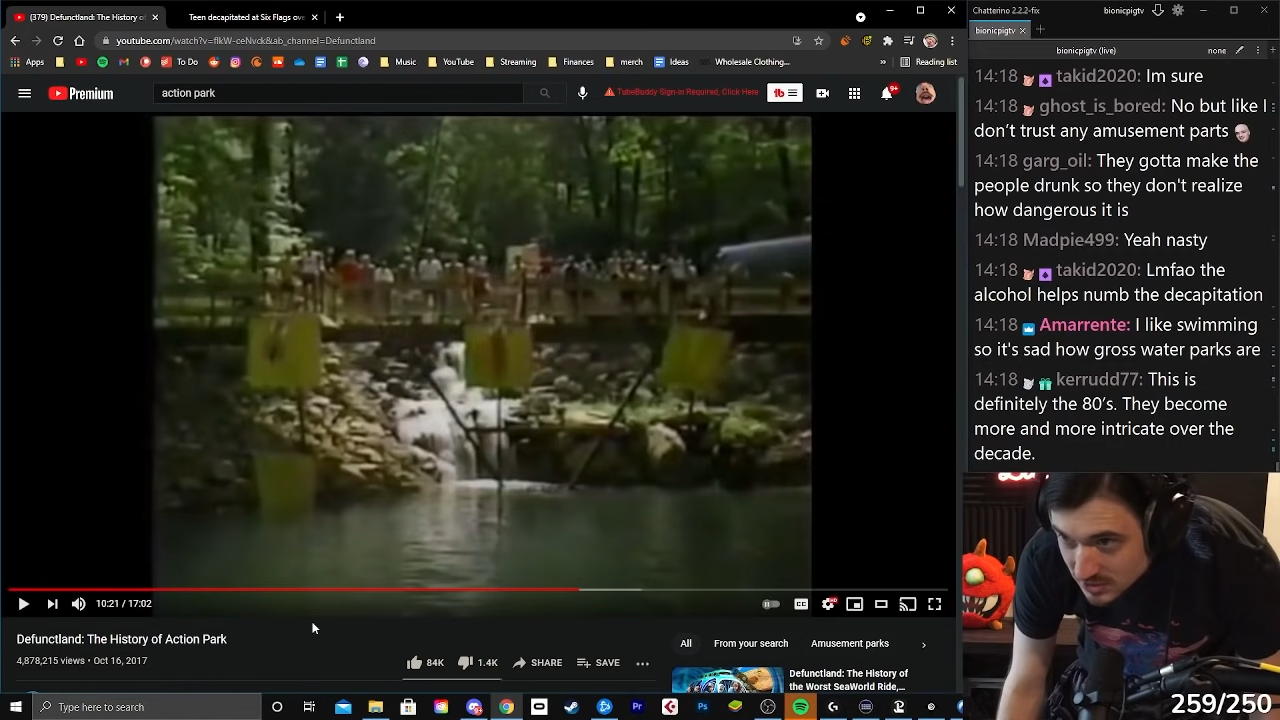 (379) Defunctland: The History of
Teen decapitated at Six Flags ove
youtube.com/watch?v=flkW-ceNvck&ab_channel=Defunctland
Apps
To Do
Music
YouTube
Streaming
Finances
merch
Ideas
Wholesale Clothing...
Reading list
Premium
action park
TubeBuddy Sign-in Required, Click Here
tb
9+
10:21 / 17:02
CC
HD
Defunctland: The History of Action Park
4,878,215 views • Oct 16, 2017
84K
1.4K
SHARE
SAVE
All
From your search
Amusement parks
Defunctland: The History of
the Worst SeaWorld Ride,...
Type here to search
Pr
Ps
Chatterino 2.2.2-fix
bionicpigtv
bionicpigtv
bionicpigtv (live)
none
14:18 takid2020: Im sure
14:18 ghost_is_bored: No but like I
don't trust any amusement parts
14:18 garg_oil: They gotta make the
people drunk so they don't realize
how dangerous it is
14:18 Madpie499: Yeah nasty
14:18 takid2020: Lmfao the
alcohol helps numb the decapitation
14:18 Amarrente: I like swimming
so it's sad how gross water parks are
14:18 kerrudd77: This is
definitely the 80's. They become
more and more intricate over the
decade.
259/250